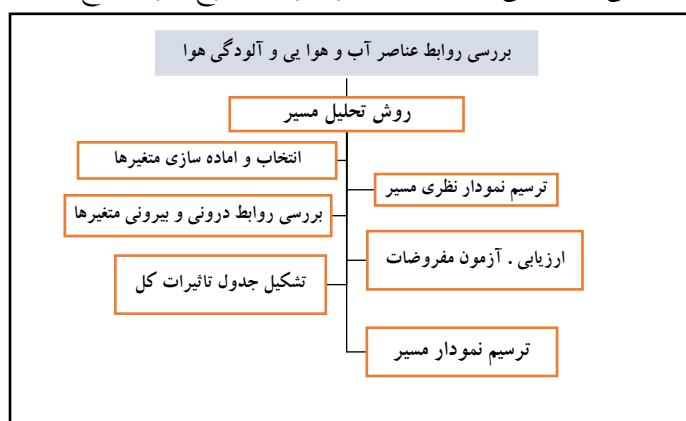 بررسی روابط عناصر آب و هوا یی و آلودگی هوا
روش تحلیل مسیر
انتخاب و اماده سازی متغیرها
ترسیم نمودار نظری مسیر
بررسی روابط درونی و بیرونی متغیرها
ارزیابی . آزمون مفروضات
تشکیل جدول تاثیرات کل
ترسیم نمودار مسیر